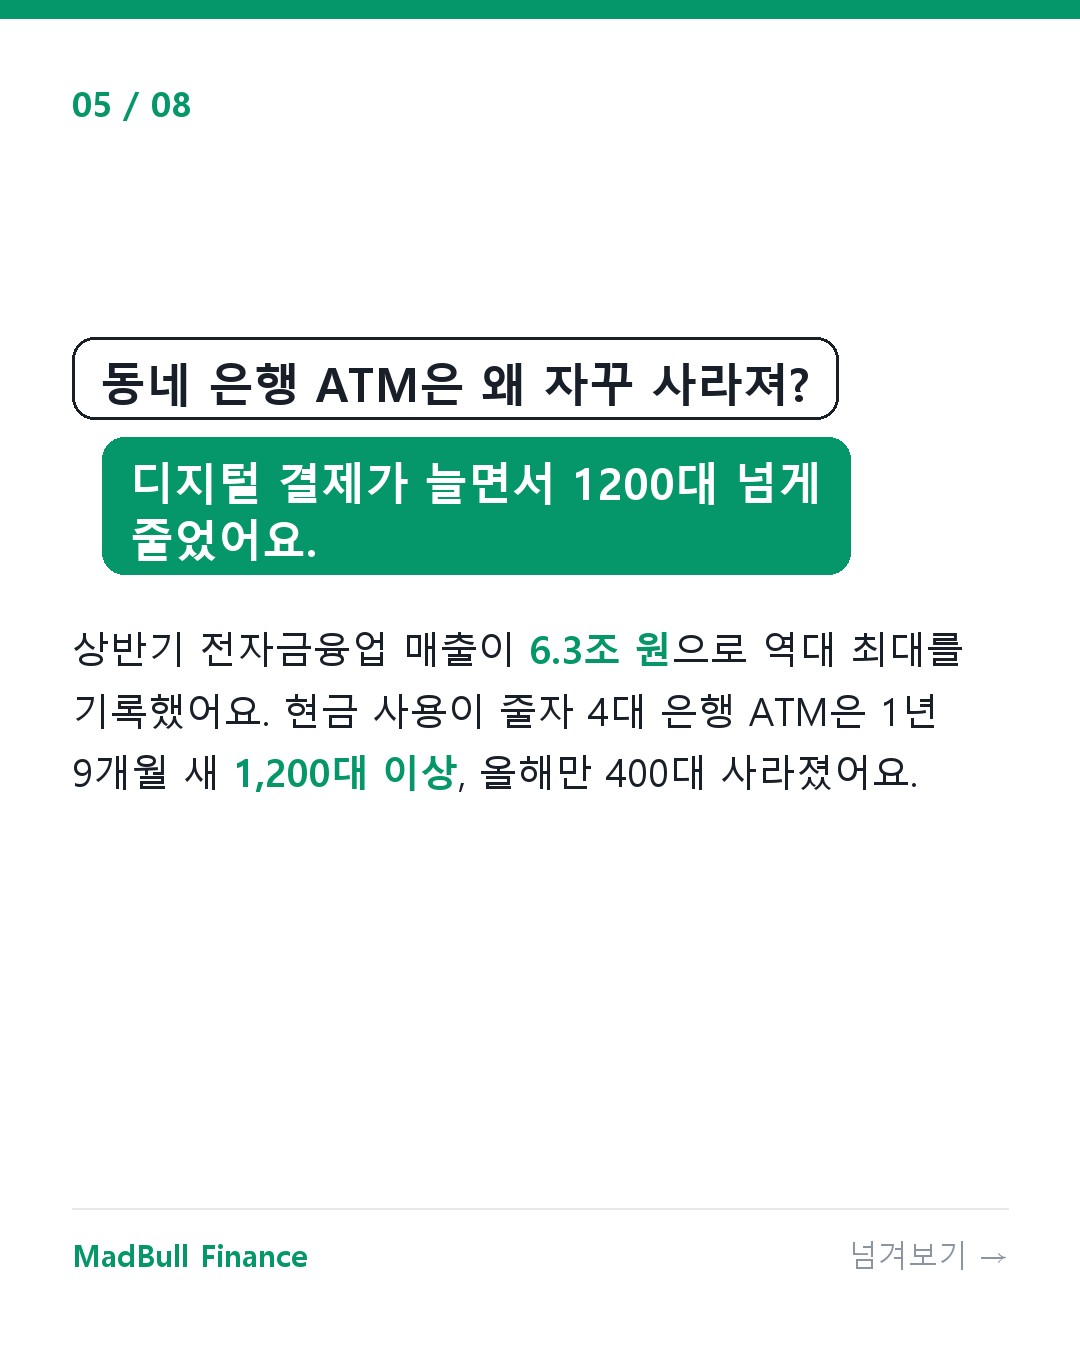 05 / 08
동네 은행 ATM은 왜 자꾸 사라져?
디지털 결제가 늘면서 1200대 넘게
줄었어요.
상반기 전자금융업 매출이 6.3조 원으로 역대 최대를
기록했어요. 현금 사용이 줄자 4대 은행 ATM은 1년
9개월 새 1,200대 이상, 올해만 400대 사라졌어요.
MadBull Finance
넘겨보기 →